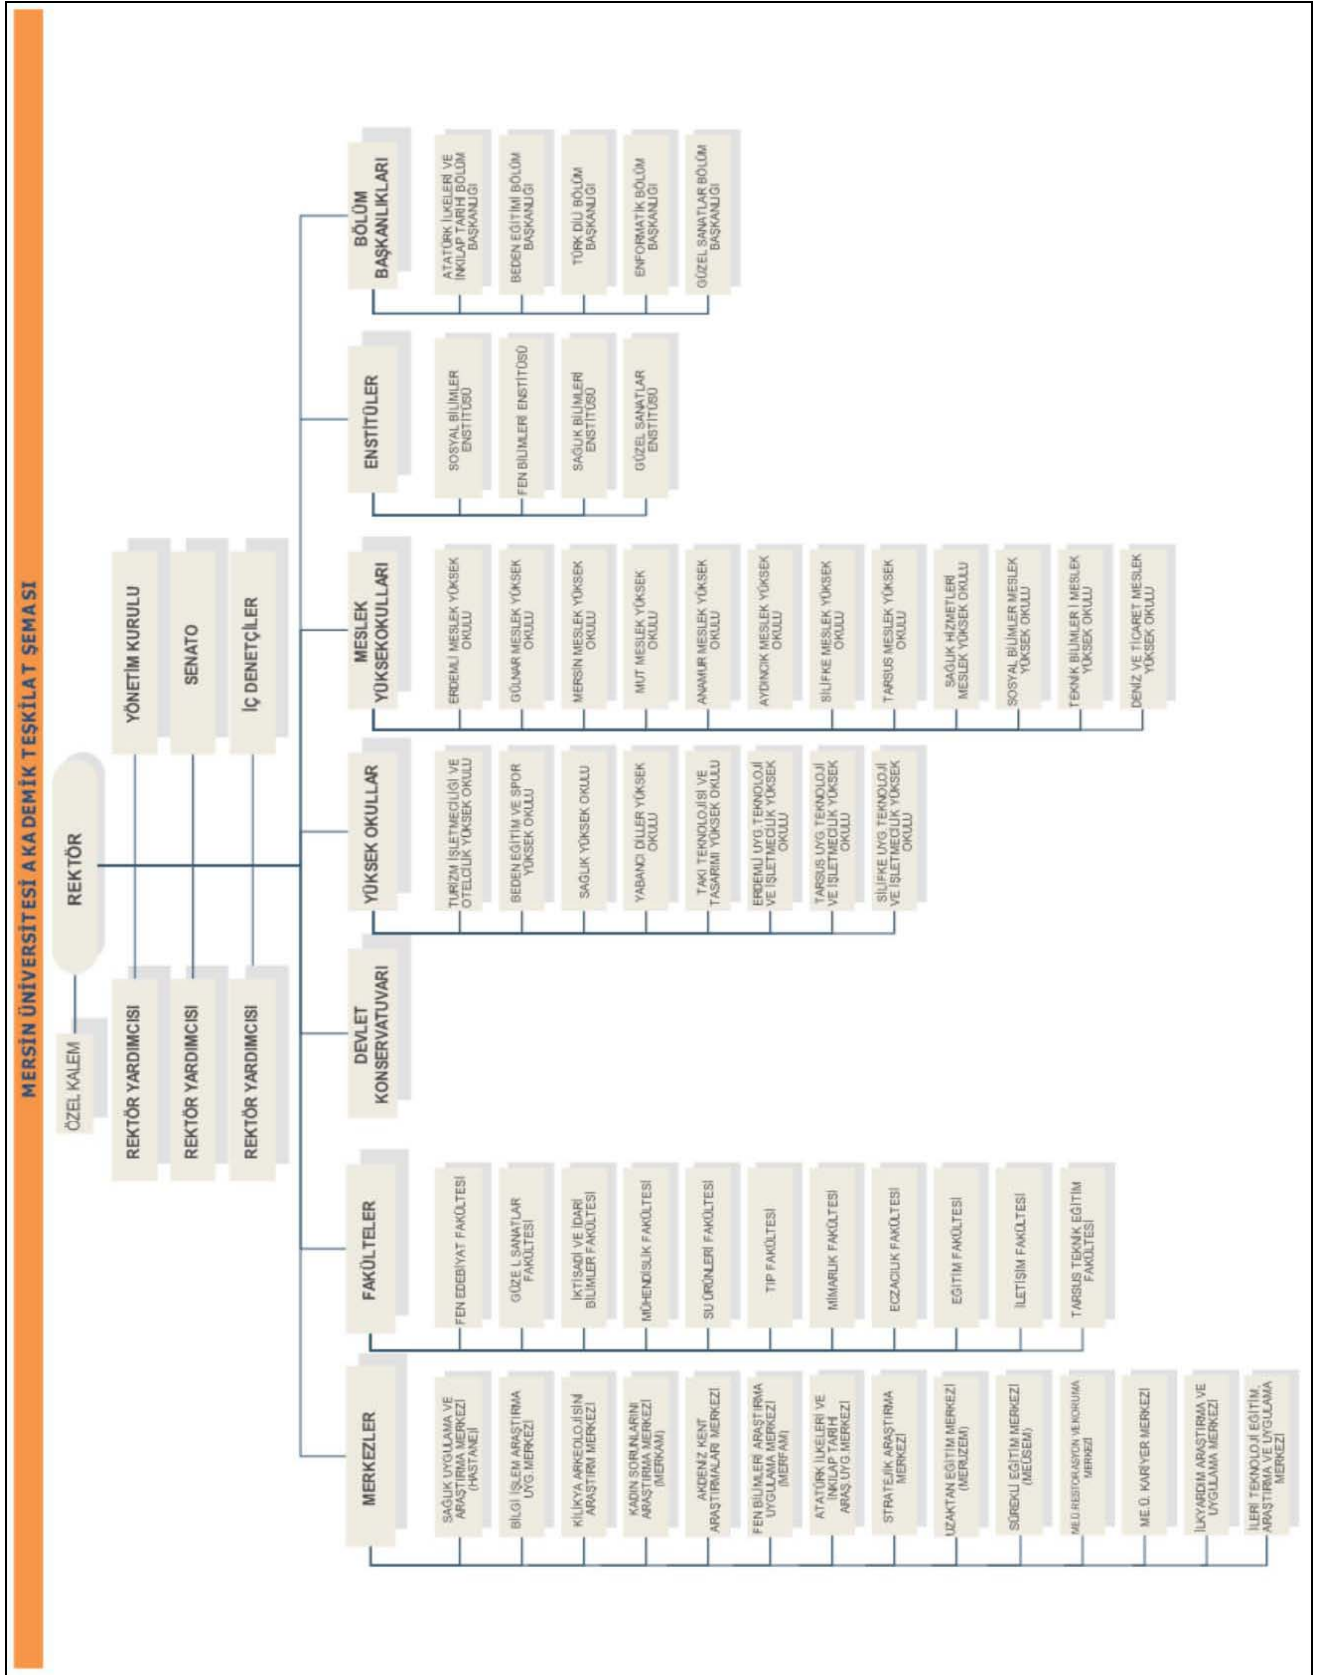 MERSİN ÜNİVERSİTESİ AKADEMİK TEŞKİLAT ŞEMASI
ÖZEL KALEM
REKTÖR
REKTÖR YARDIMCISI
YÖNETİM KURULU
REKTÖR YARDIMCISI
SENATO
REKTÖR YARDIMCISI
İÇ DENETÇİLER
MERKEZLER
SAĞLIK UYGULAMA VE
ARAŞTIRMA MERKEZİ
(HASTANE)İ
BİLGİ İŞLEM ARAŞTIRMA
UYG. MERKEZİ
KİLİKYA ARKEOLOJİSİNİ
ARAŞTIRM MERKEZİ
KADIN SORUNLARINI
ARAŞTIRMA MERKEZİ
(MERKAM)
AKDENİZ KENT
ARAŞTIRMALARI MERKEZİ
FEN BİLİMLERİ ARAŞTIRMA
UYGULAMA MERKEZİ
(MERFAM)
ATATÜRK İLKELERİ VE
İNKILAP TARİHİ
ARAŞ.UYG.MERKEZİ
STRATEJİK ARAŞTIRMA
MERKEZİ
UZAKTAN EĞİTİM MERKEZİ
(MERUZEM)
SÜREKLİ EĞİTİM MERKEZİ
(MEÜSEM)
ME.Ü.RESTORASYON VE KORUMA
MERKEZİ
ME.Ü. KARİYER MERKEZİ
İLKYARDIM ARAŞTIRMA VE
UYGULAMA MERKEZİ
İLERİ TEKNOLOJİ EĞİTİM,
ARAŞTIRMA VE UYGULAMA
MERKEZİ
FAKÜLTELER
FEN EDEBİYAT FAKÜLTESİ
GÜZE L SANATLAR
FAKÜLTESİ
İKTİSADİ VE İDARİ
BİLİMLER FAKÜLTESİ
MÜHENDİSLİK FAKÜLTESİ
SU ÜRÜNLERİ FAKÜLTESİ
TIP FAKÜLTESİ
MİMARLIK FAKÜLTESİ
ECZACILIK FAKÜLTESİ
EĞİTİM FAKÜLTESİ
İLETİŞİM FAKÜLTESİ
TARSUS TEKNİK EĞİTİM
FAKÜLTESİ
DEVLET
KONSERVATUVARI
YÜKSEK OKULLAR
TURİZM İŞLETMECİLİĞİ VE
OTELCİLİK YÜKSEK OKULU
BEDEN EĞİTİM VE SPOR
YÜKSEK OKULU
SAĞLIK YÜKSEK OKULU
YABANCI DİLLER YÜKSEK
OKULU
TAKI TEKNOLOJİSİ VE
TASARIMI YÜKSEK OKULU
ERDEMLİ UYG.TEKNOLOJİ
VE İŞLETMECİLİK YÜKSEK
OKULU
TARSUS UYG.TEKNOLOJİ
VE İŞLETMECİLİK YÜKSEK
OKULU
SİLİFKE UYG.TEKNOLOJİ
VE İŞLETMECİLİK YÜKSEK
OKULU
MESLEK
YÜKSEKOKULLARI
ERDEMLİ MESLEK YÜKSEK
OKULU
GÜLNAR MESLEK YÜKSEK
OKULU
MERSİN MESLEK YÜKSEK
OKULU
MUT MESLEK YÜKSEK
OKULU
ANAMUR MESLEK YÜKSEK
OKULU
AYDINCIK MESLEK YÜKSEK
OKULU
SİLİFKE MESLEK YÜKSEK
OKULU
TARSUS MESLEK YÜKSEK
OKULU
SAĞLIK HİZMETLERİ
MESLEK YÜKSEK OKULU
SOSYAL BİLİMLER MESLEK
YÜKSEK OKULU
TEKNİK BİLİMLER İ MESLEK
YÜKSEK OKULU
DENİZ VE TİCARET MESLEK
YÜKSEK OKULU
ENSTİTÜLER
SOSYAL BİLİMLER
ENSTİTÜSÜ
FEN BİLİMLERİ ENSTİTÜSÜ
SAĞLIK BİLİMLERİ
ENSTİTÜSÜ
GÜZEL SANATLAR
ENSTİTÜSÜ
BÖLÜM
BAŞKANLIKLARI
ATATÜRK İLKELERİ VE
İNKILAP TARİHİ BÖLÜM
BAŞKANLIĞI
BEDEN EĞİTİMİ BÖLÜM
BAŞKANLIĞI
TÜRK DİLİ BÖLÜM
BAŞKANLIĞI
ENFORMATİK BÖLÜM
BAŞKANLIĞI
GÜZEL SANATLAR BÖLÜM
BAŞKANLIĞI